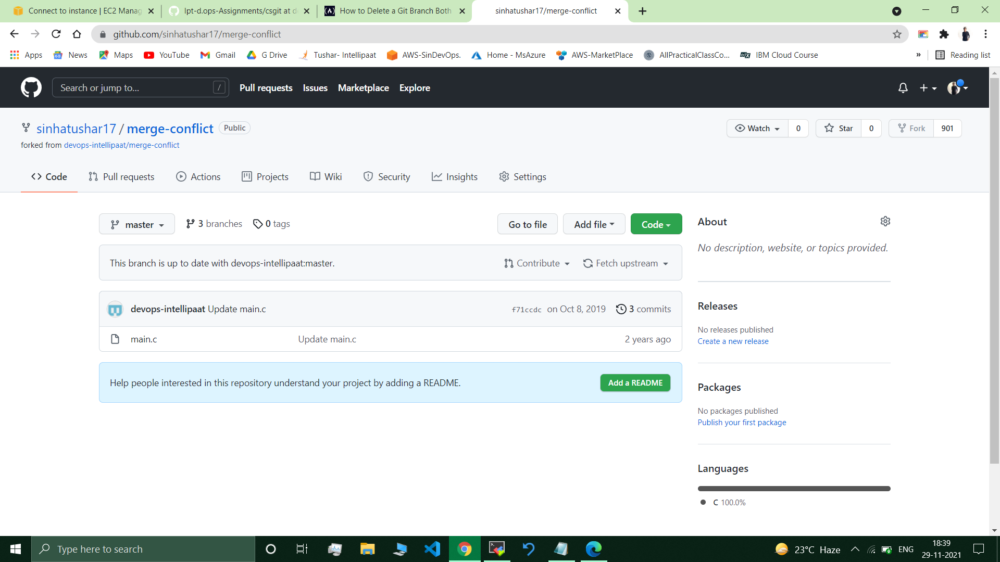 Connect to instance | EC2 Manag
Ipt-d.ops-Assignments/csgit at d
How to Delete a Git Branch Both
sinhatushar17/merge-conflict
github.com/sinhatushar17/merge-conflict
Apps
News
Maps
YouTube
Gmail
G Drive
Tushar- Intellipaat
AWS-SinDevOps.
Home - MsAzure
AWS-MarketPlace
AllPracticalClassCo...
edX
IBM Cloud Course
»
Reading list
Search or jump to...
/
Pull requests
Issues
Marketplace
Explore
sinhatushar17 / merge-conflict
Public
Watch
0
Star
0
Fork
901
forked from devops-intellipaat/merge-conflict
Code
Pull requests
Actions
Projects
Wiki
Security
Insights
Settings
master
3 branches
0 tags
Go to file
Add file
Code
This branch is up to date with devops-intellipaat:master.
Contribute
Fetch upstream
devops-intellipaat Update main.c
f71ccdc on Oct 8, 2019
3 commits
main.c
Update main.c
2 years ago
Help people interested in this repository understand your project by adding a README.
Add a README
About
No description, website, or topics provided.
Releases
No releases published
Create a new release
Packages
No packages published
Publish your first package
Languages
C 100.0%
Type here to search
23°C Haze
ENG
18:39
29-11-2021